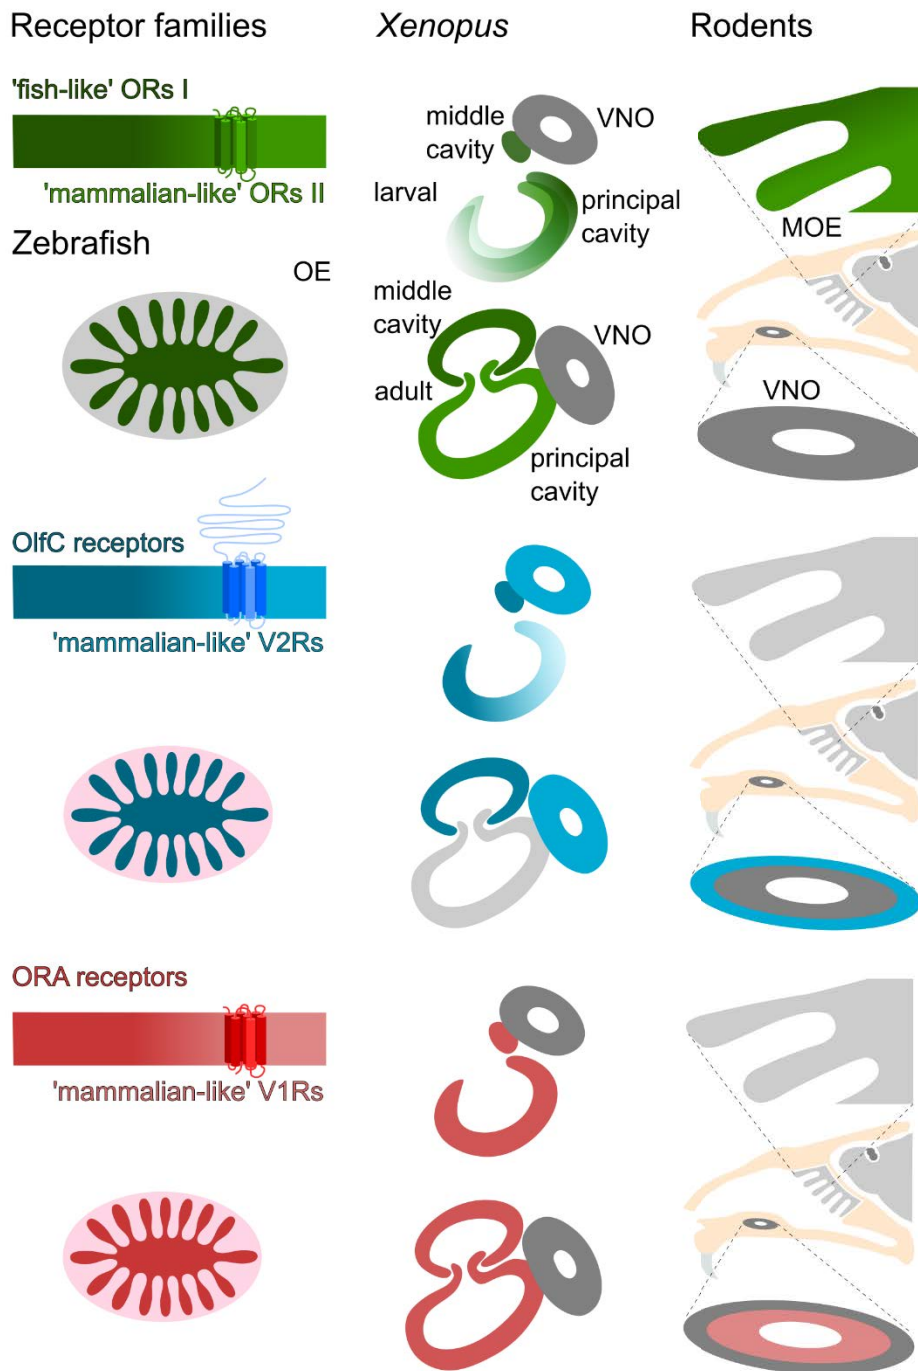 Receptor families
Xenopus
Rodents
'fish-like' ORs I
'mammalian-like' ORs II
middle
cavity
VNO
larval
principal
cavity
MOE
Zebrafish
OE
middle
cavity
VNO
adult
principal
cavity
VNO
OlfC receptors
'mammalian-like' V2Rs
ORA receptors
'mammalian-like' V1Rs